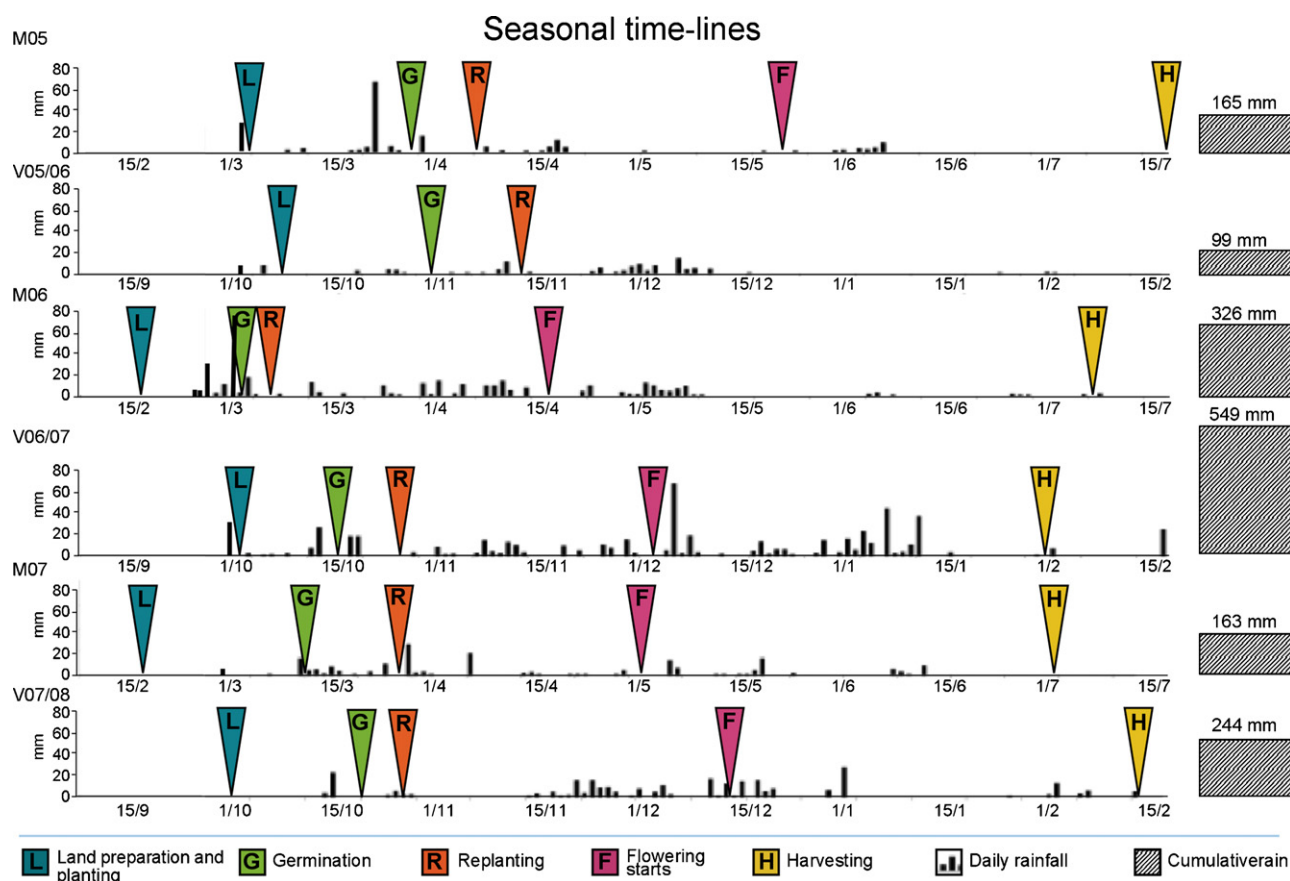 Seasonal time-lines
M05
L G R F H
80
60
40
20
0
mm
165 mm
15/2 1/3 15/3 1/4 15/4 1/5 15/5 1/6 15/6 1/7 15/7
V05/06
L G R
80
60
40
20
0
mm
99 mm
15/9 1/10 15/10 1/11 15/11 1/12 15/12 1/1 15/1 1/2 15/2
M06
L G R F H
80
60
40
20
0
mm
326 mm
15/2 1/3 15/3 1/4 15/4 1/5 15/5 1/6 15/6 1/7 15/7
V06/07
L G R F H
80
60
40
20
0
mm
549 mm
15/9 1/10 15/10 1/11 15/11 1/12 15/12 1/1 15/1 1/2 15/2
M07
L G R F H
80
60
40
20
0
mm
163 mm
15/2 1/3 15/3 1/4 15/4 1/5 15/5 1/6 15/6 1/7 15/7
V07/08
L G R F H
80
60
40
20
0
mm
244 mm
15/9 1/10 15/10 1/11 15/11 1/12 15/12 1/1 15/1 1/2 15/2
L Land preparation and
planting
G Germination
R Replanting
F Flowering
starts
H Harvesting
Daily rainfall
Cumulativerain